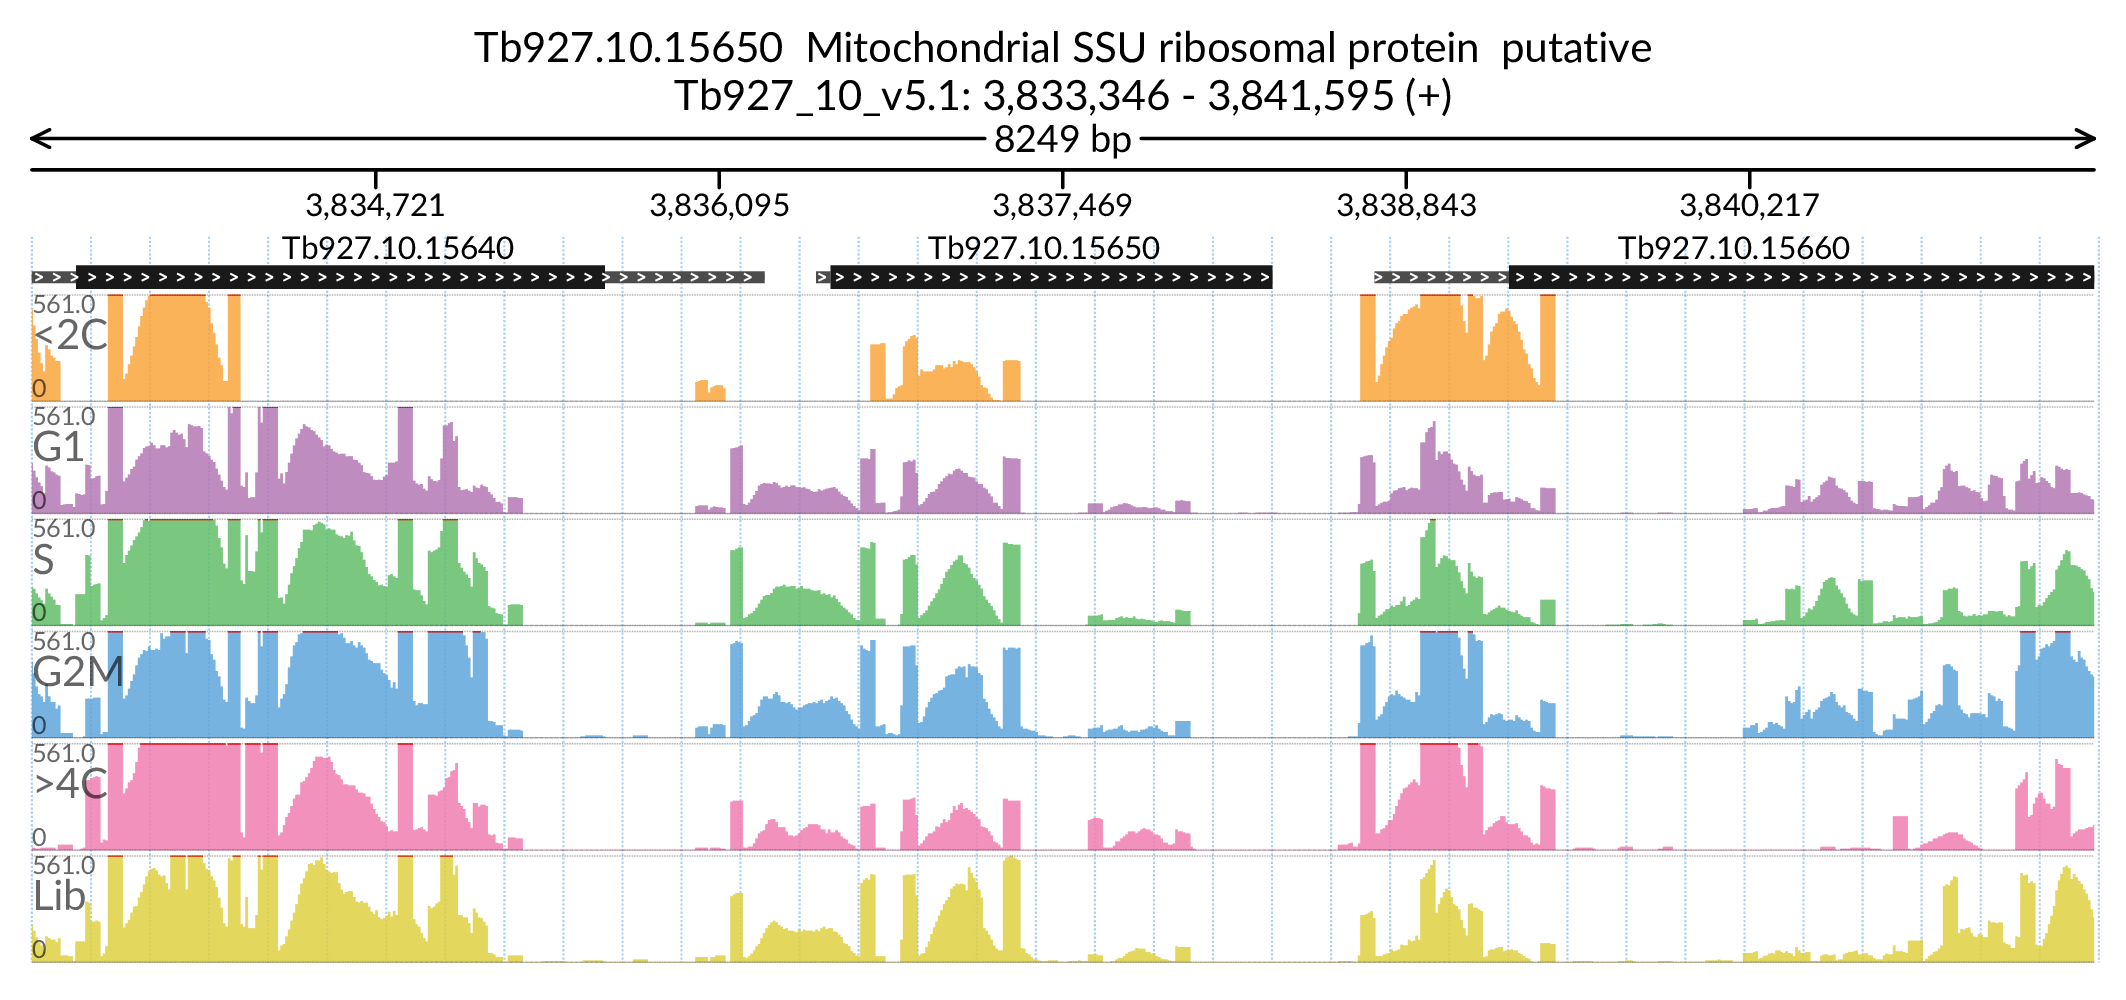 Tb927.10.15650 Mitochondrial SSU ribosomal protein putative
Tb927_10_v5.1: 3,833,346 - 3,841,595 (+)
8249 bp
3,834,721 3,836,095 3,837,469 3,838,843 3,840,217
Tb927.10.15640 Tb927.10.15650 Tb927.10.15660
561.0
<2C
0
561.0
G1
0
561.0
S
0
561.0
G2M
0
561.0
>4C
0
561.0
Lib
0